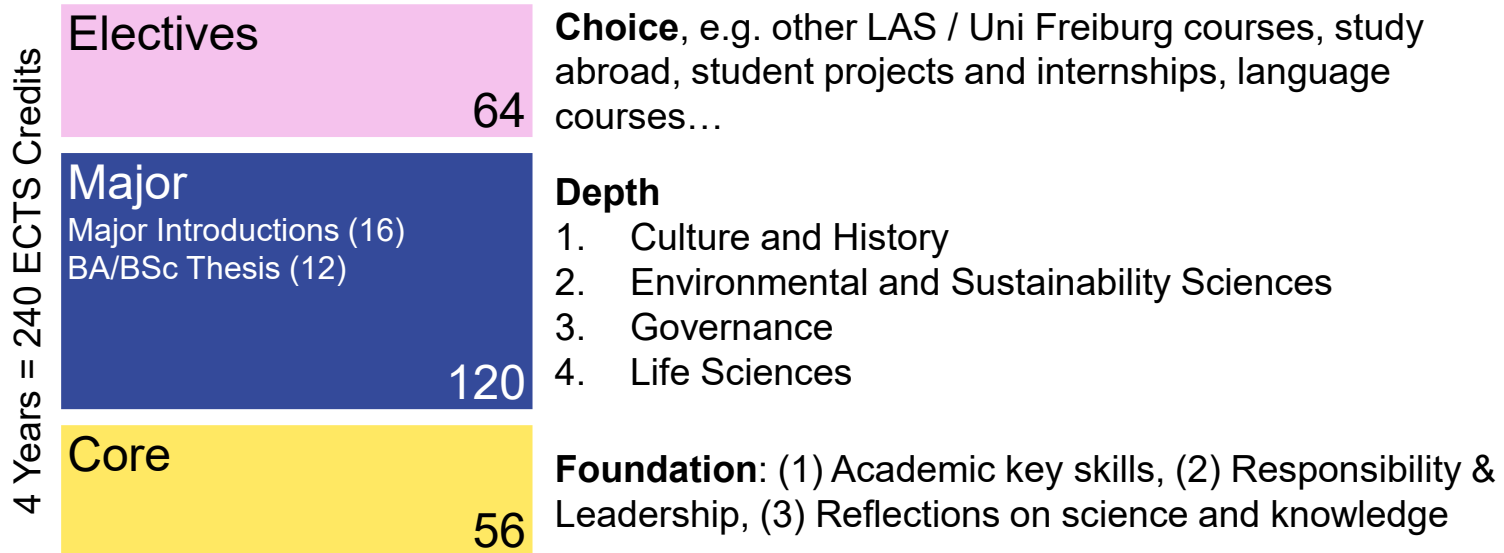 4 Years = 240 ECTS Credits
Electives
64
Choice, e.g. other LAS / Uni Freiburg courses, study
abroad, student projects and internships, language
courses…
Major
Major Introductions (16)
BA/BSc Thesis (12)
120
Depth
1. Culture and History
2. Environmental and Sustainability Sciences
3. Governance
4. Life Sciences
Core
56
Foundation: (1) Academic key skills, (2) Responsibility &
Leadership, (3) Reflections on science and knowledge